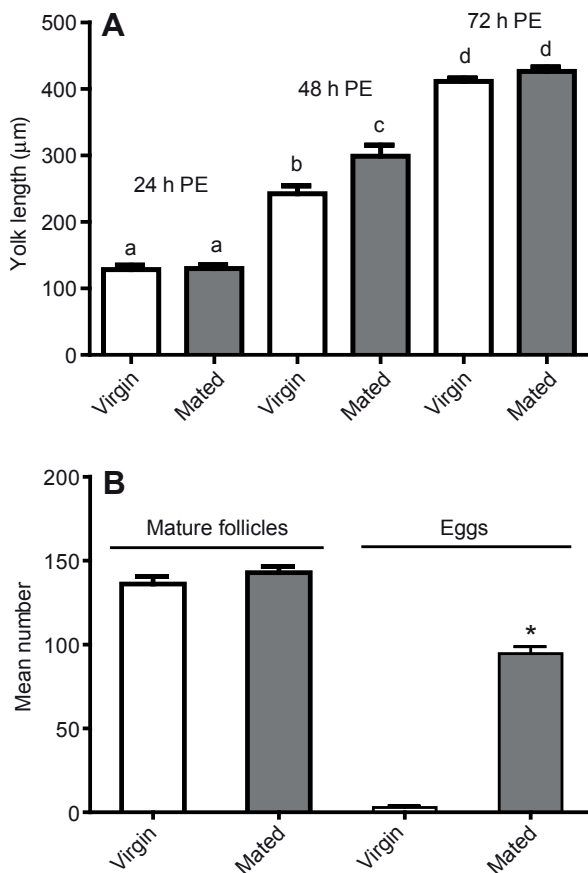 A
500
400
300
200
100
0
Yolk length (μm)
24 h PE
48 h PE
72 h PE
a
a
b
c
d
d
Virgin
Mated
Virgin
Mated
Virgin
Mated
B
200
150
100
50
0
Mean number
Mature follicles
Eggs
*
Virgin
Mated
Virgin
Mated